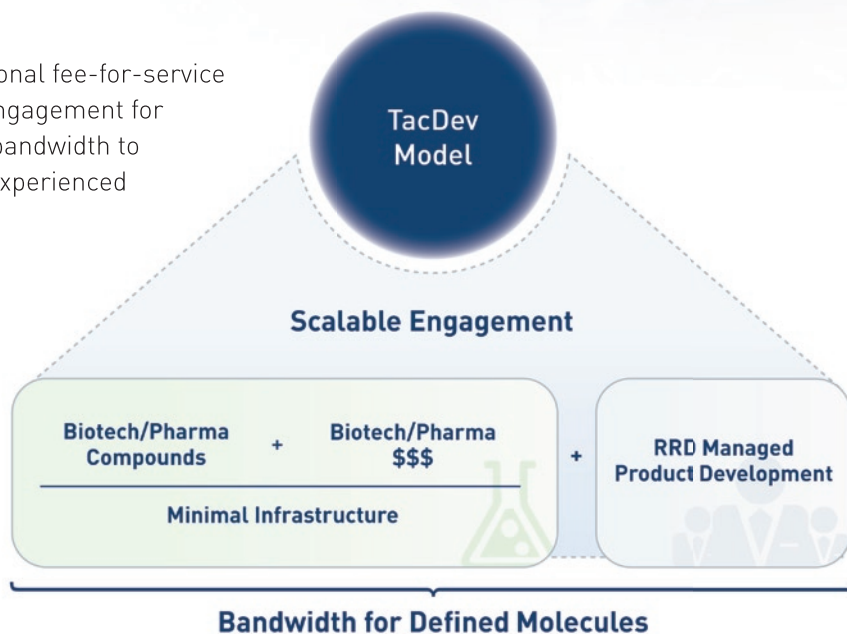 onal fee-for-service
ngagement for
bandwidth to
xperienced
TacDev
Model
Scalable Engagement
Biotech/Pharma
Compounds
+
Biotech/Pharma
$$$
Minimal Infrastructure
+
RRD Managed
Product Development
Bandwidth for Defined Molecules